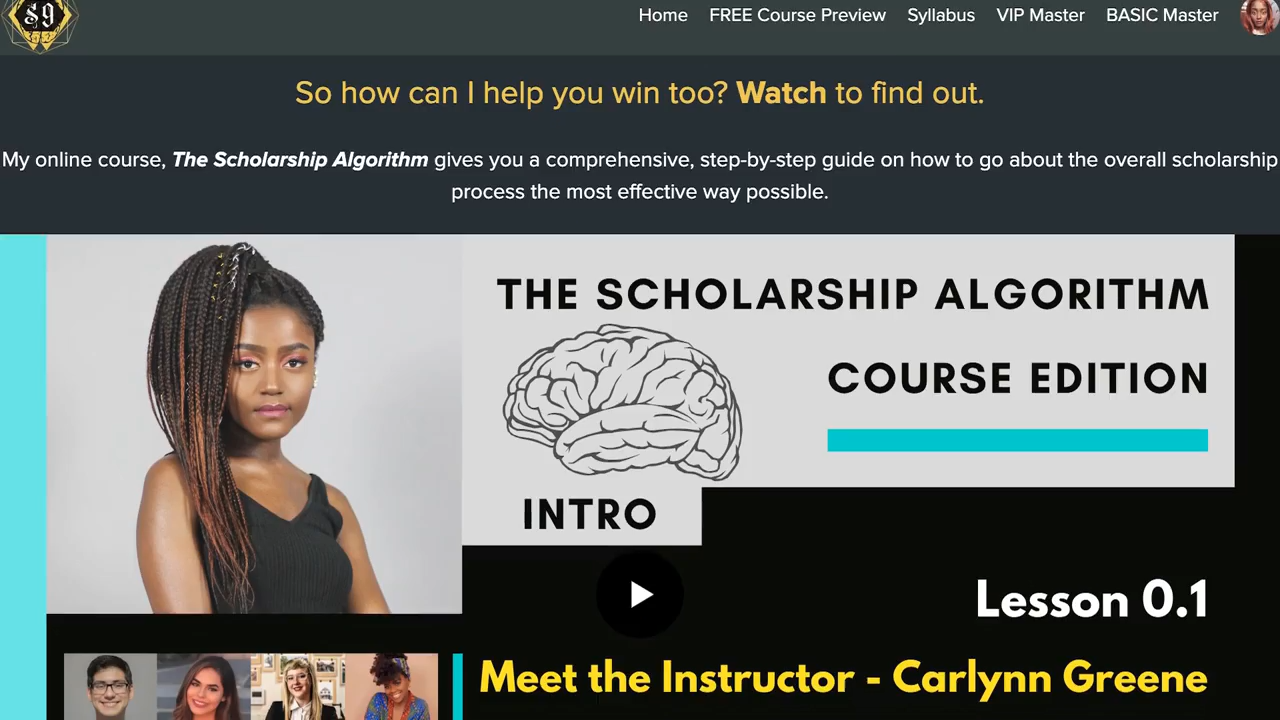 Home FREE Course Preview Syllabus VIP Master BASIC Master
So how can I help you win too? Watch to find out.
My online course, The Scholarship Algorithm gives you a comprehensive, step-by-step guide on how to go about the overall scholarship
process the most effective way possible.
THE SCHOLARSHIP ALGORITHM
COURSE EDITION
INTRO
Lesson 0.1
Meet the Instructor - Carlynn Greene